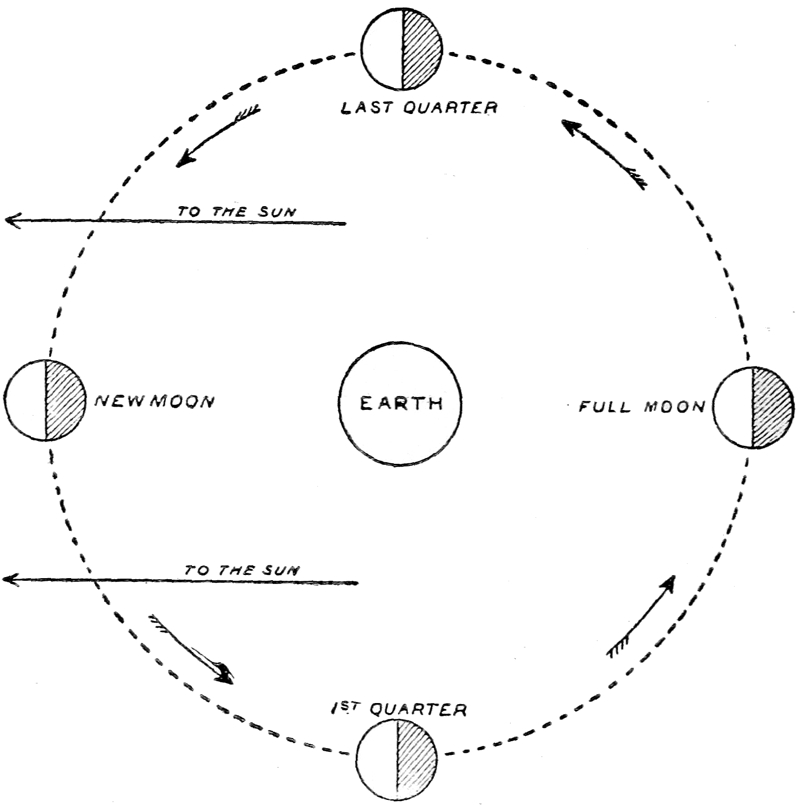 LAST QUARTER
TO THE SUN
NEW MOON
EARTH
FULL MOON
TO THE SUN
1ST QUARTER